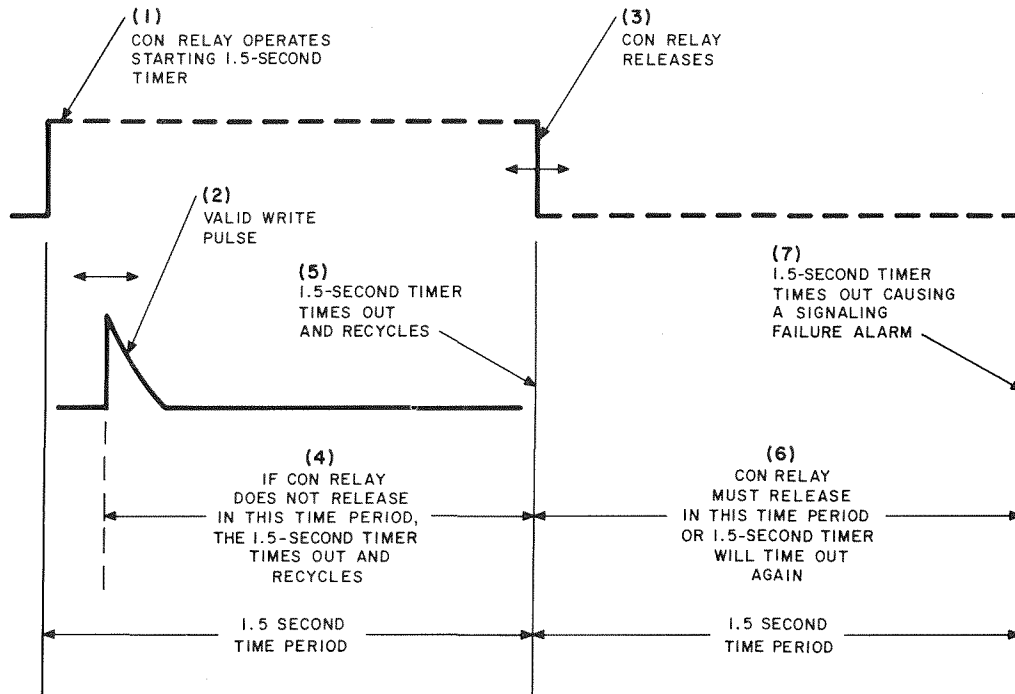 (1)
CON RELAY OPERATES
STARTING 1.5-SECOND
TIMER
(3)
CON RELAY
RELEASES
(2)
VALID WRITE
PULSE
(5)
1.5-SECOND TIMER
TIMES OUT
AND RECYCLES
(7)
1.5-SECOND TIMER
TIMES OUT CAUSING
A SIGNALING
FAILURE ALARM
(4)
IF CON RELAY
DOES NOT RELEASE
IN THIS TIME PERIOD,
THE 1.5-SECOND TIMER
TIMES OUT AND
RECYCLES
(6)
CON RELAY
MUST RELEASE
IN THIS TIME PERIOD
OR 1.5-SECOND TIMER
WILL TIME OUT
AGAIN
1.5 SECOND
TIME PERIOD
1.5 SECOND
TIME PERIOD